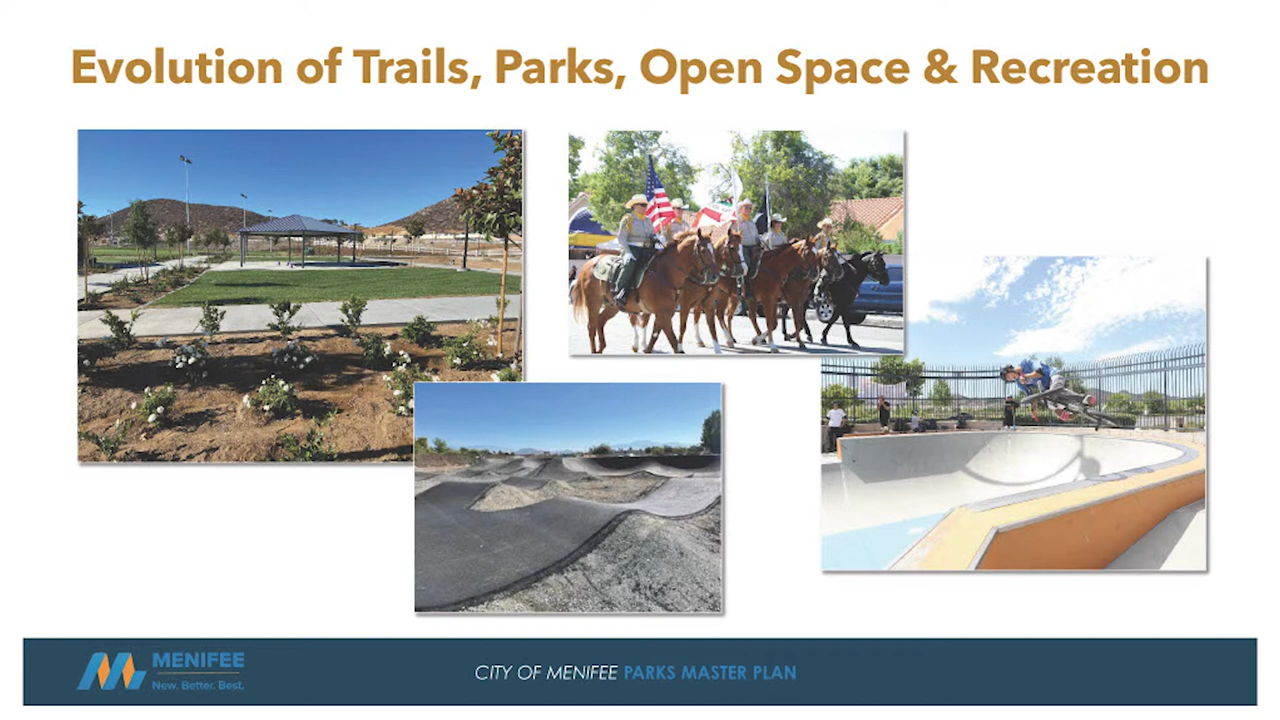 Evolution of Trails, Parks, Open Space & Recreation
MENIFEE
New. Better. Best.
CITY OF MENIFEE PARKS MASTER PLAN